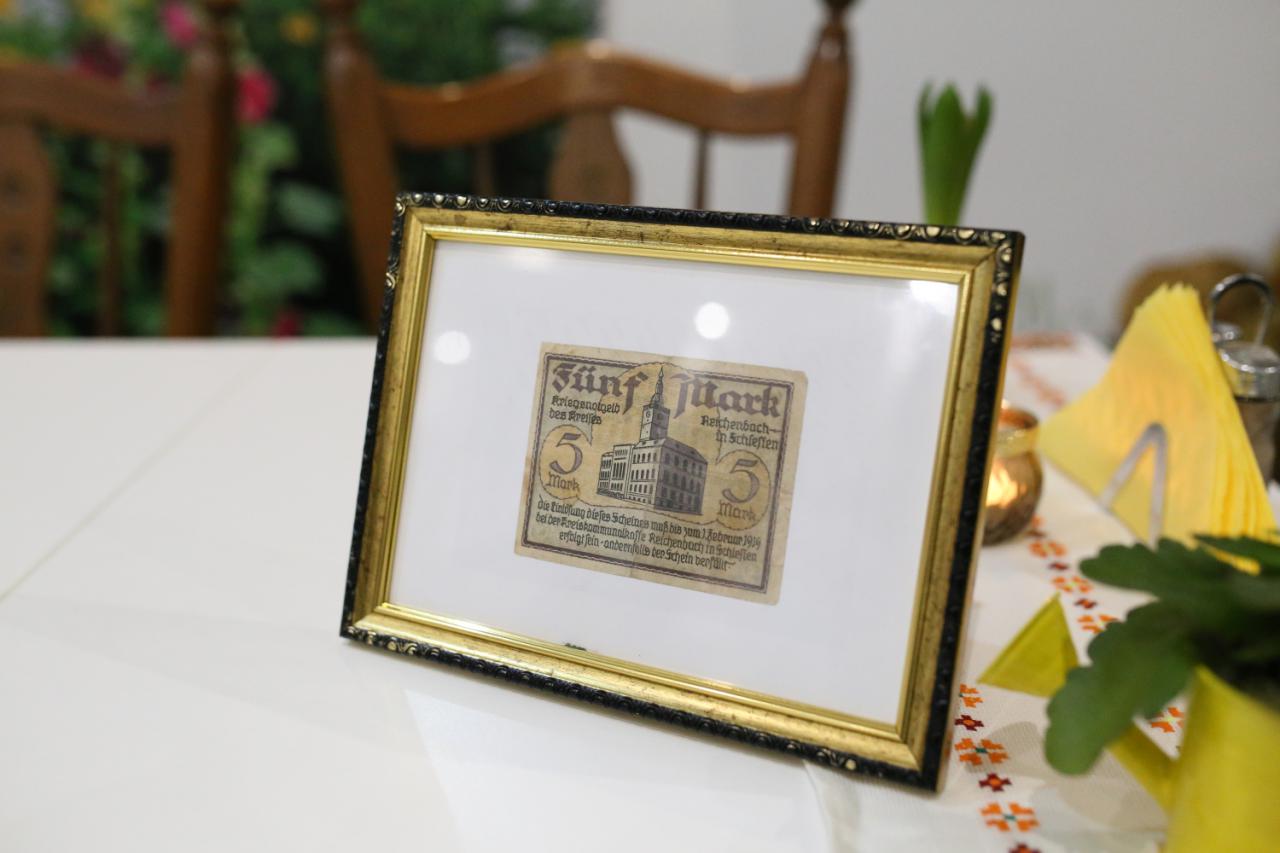 Fünf Mark
Kriegsnotgeld
des Kreises
Reichenbach
in Schlesien
5
Mark
5
Mark
Die Einlösung dieses Scheines muß bis zum 1. Februar 1919
bei der Kreiskommunalkasse Reichenbach in Schlesien
erfolgt sein - andernfalls der Schein verfällt -